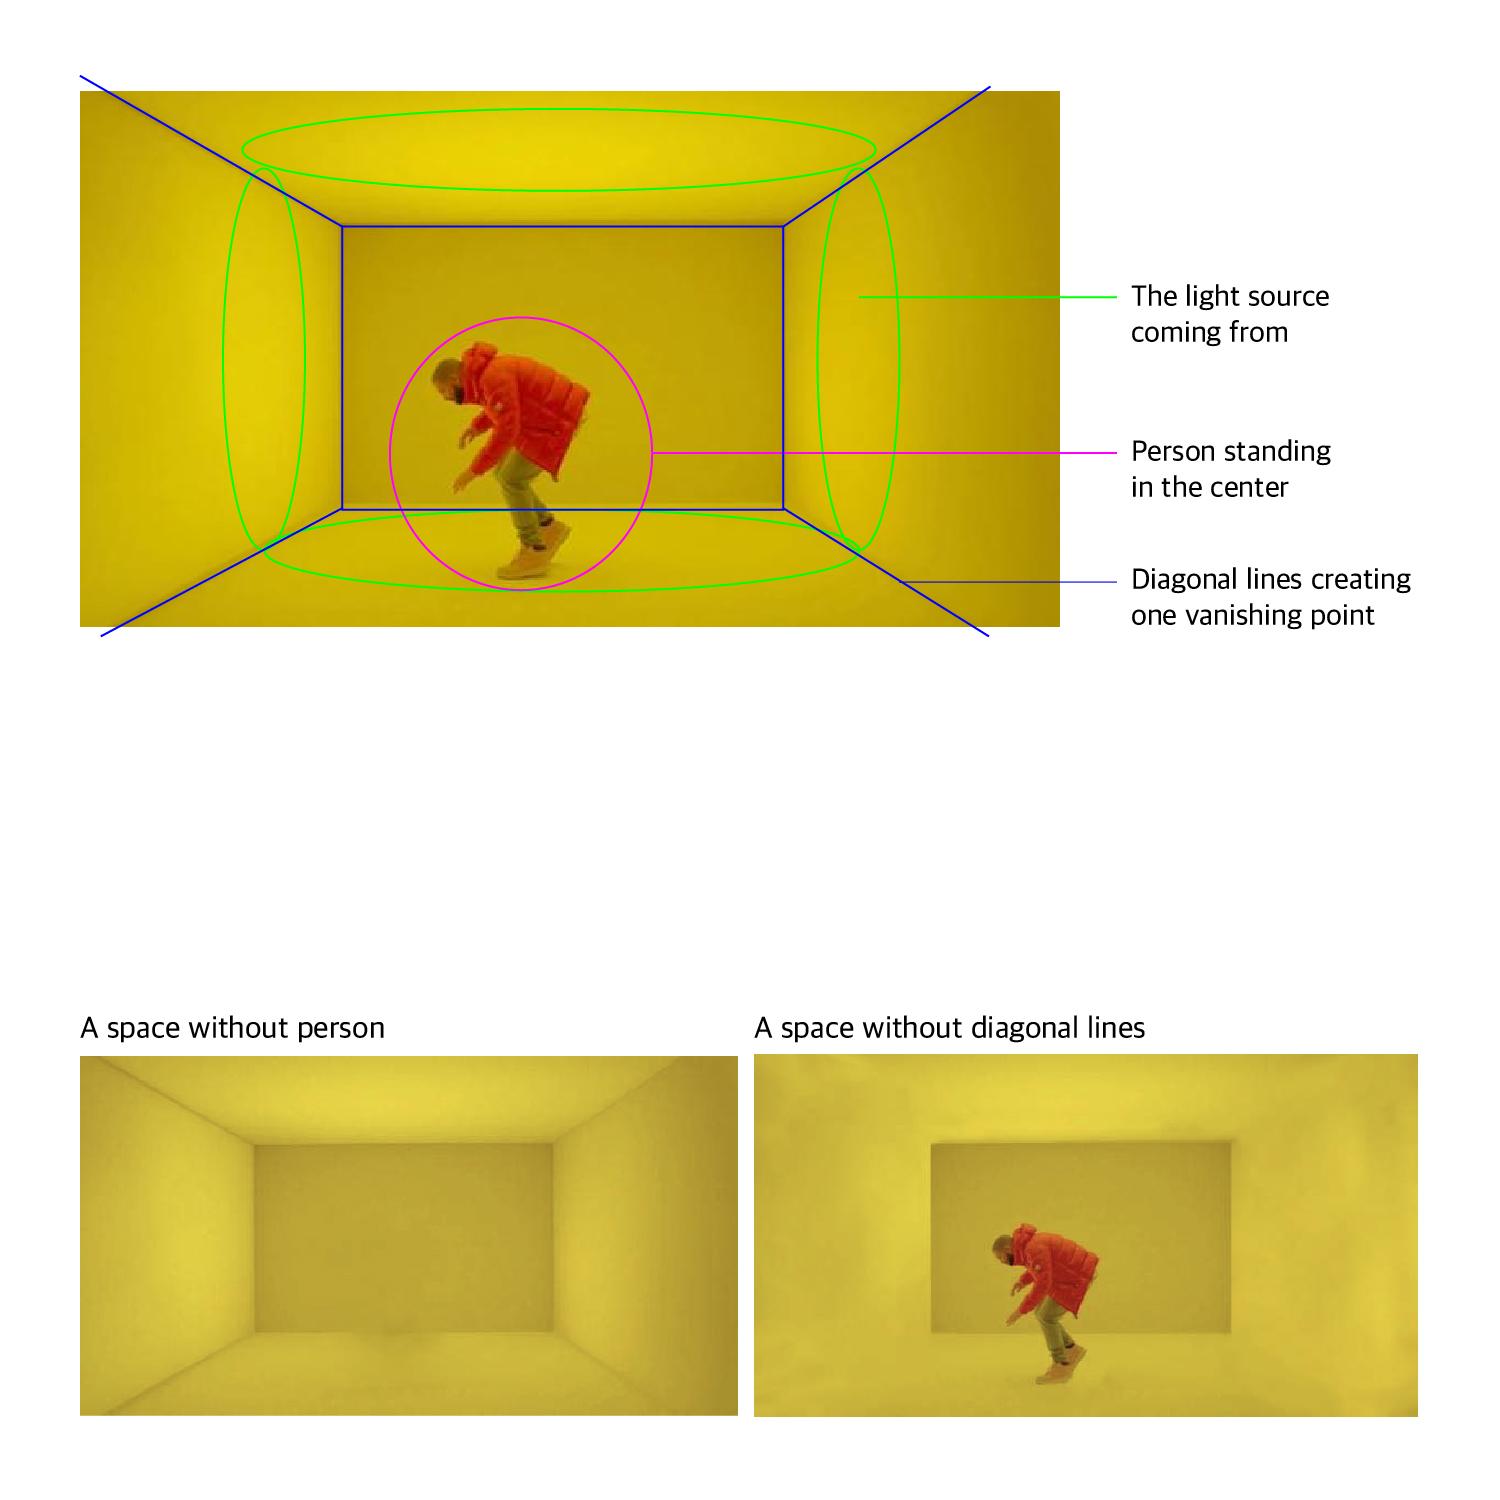 The light source
coming from
Person standing
in the center
Diagonal lines creating
one vanishing point
A space without person
A space without diagonal lines